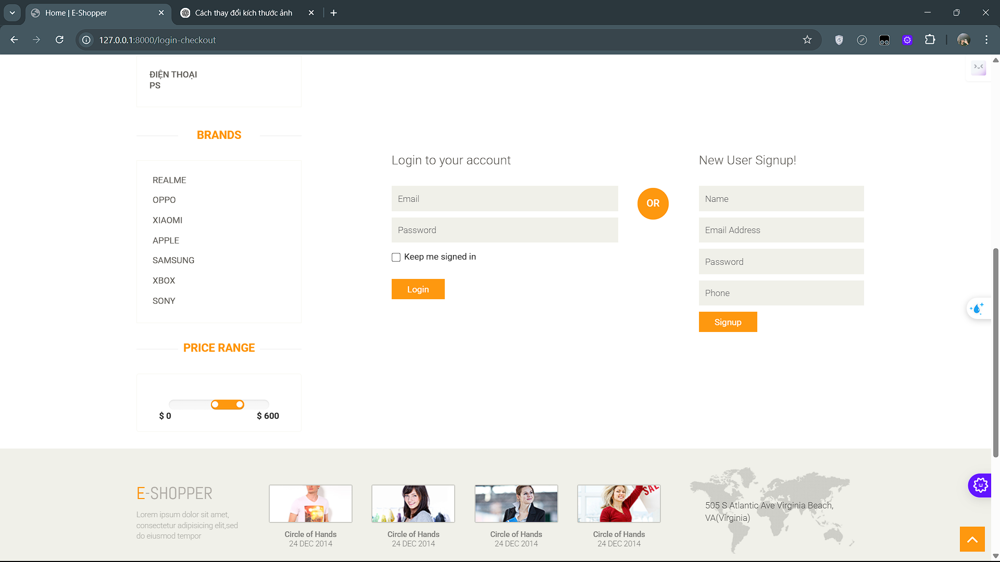 Home | E-Shopper
Cách thay đổi kích thước ảnh
127.0.0.1:8000/login-checkout
ĐIỆN THOẠI
PS
BRANDS
REALME
OPPO
XIAOMI
APPLE
SAMSUNG
XBOX
SONY
PRICE RANGE
$ 0
$ 600
Login to your account
Email
Password
Keep me signed in
Login
OR
New User Signup!
Name
Email Address
Password
Phone
Signup
E-SHOPPER
Lorem ipsum dolor sit amet,
consectetur adipisicing elit,sed
do eiusmod tempor
Circle of Hands
24 DEC 2014
Circle of Hands
24 DEC 2014
Circle of Hands
24 DEC 2014
SALE
Circle of Hands
24 DEC 2014
505 S Atlantic Ave Virginia Beach,
VA(Virginia)